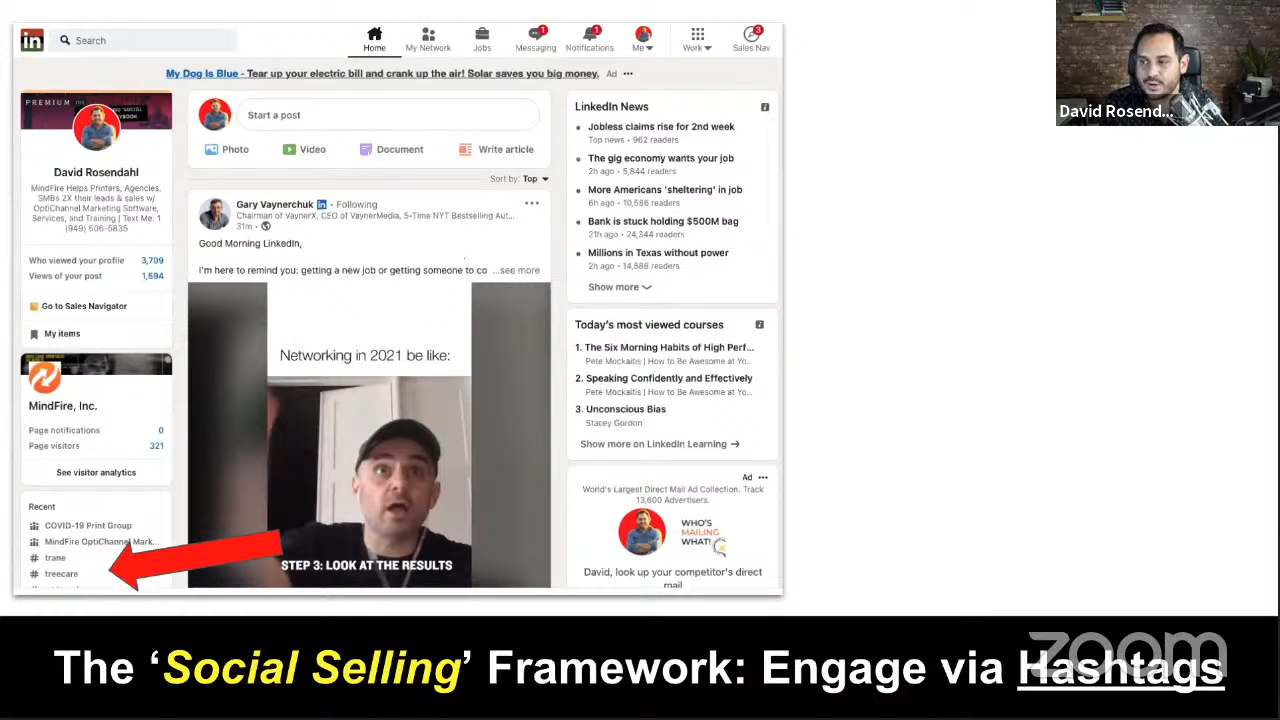 in
Search
Home
My Network
Jobs
1
Messaging
1
Notifications
Me
Work
3
Sales Nav
My Dog Is Blue - Tear up your electric bill and crank up the air! Solar saves you big money. Ad •••
PREMIUM
David Rosendahl
MindFire Helps Printers, Agencies,
SMBs 2X their leads & sales w/
OptiChannel Marketing Software,
Services, and Training | Text Me: 1
(949) 506-5835
Who viewed your profile 3,709
Views of your post 1,594
Go to Sales Navigator
My items
MindFire, Inc.
Page notifications 0
Page visitors 321
See visitor analytics
Recent
COVID-19 Print Group
MindFire OptiChannel Mark...
# trane
# treecare
Start a post
Photo
Video
Document
Write article
Sort by: Top
Gary Vaynerchuk in • Following
Chairman of VaynerX, CEO of VaynerMedia, 5-Time NYT Bestselling Aut...
31m •
Good Morning LinkedIn,
I'm here to remind you: getting a new job or getting someone to co ...see more
Networking in 2021 be like:
STEP 3: LOOK AT THE RESULTS
LinkedIn News
Jobless claims rise for 2nd week
Top news • 962 readers
The gig economy wants your job
2h ago • 5,844 readers
More Americans 'sheltering' in job
6h ago • 10,586 readers
Bank is stuck holding $500M bag
21h ago • 24,344 readers
Millions in Texas without power
2h ago • 14,588 readers
Show more
Today's most viewed courses
1. The Six Morning Habits of High Perf...
Pete Mockaitis | How to Be Awesome at Yo...
2. Speaking Confidently and Effectively
Pete Mockaitis | How to Be Awesome at Yo...
3. Unconscious Bias
Stacey Gordon
Show more on LinkedIn Learning →
Ad •••
World's Largest Direct Mail Ad Collection. Track
13,600 Advertisers.
WHO'S
MAILING
WHAT!
David, look up your competitor's direct
mail
David Rosend...
The 'Social Selling' Framework: Engage via Hashtags
zoom